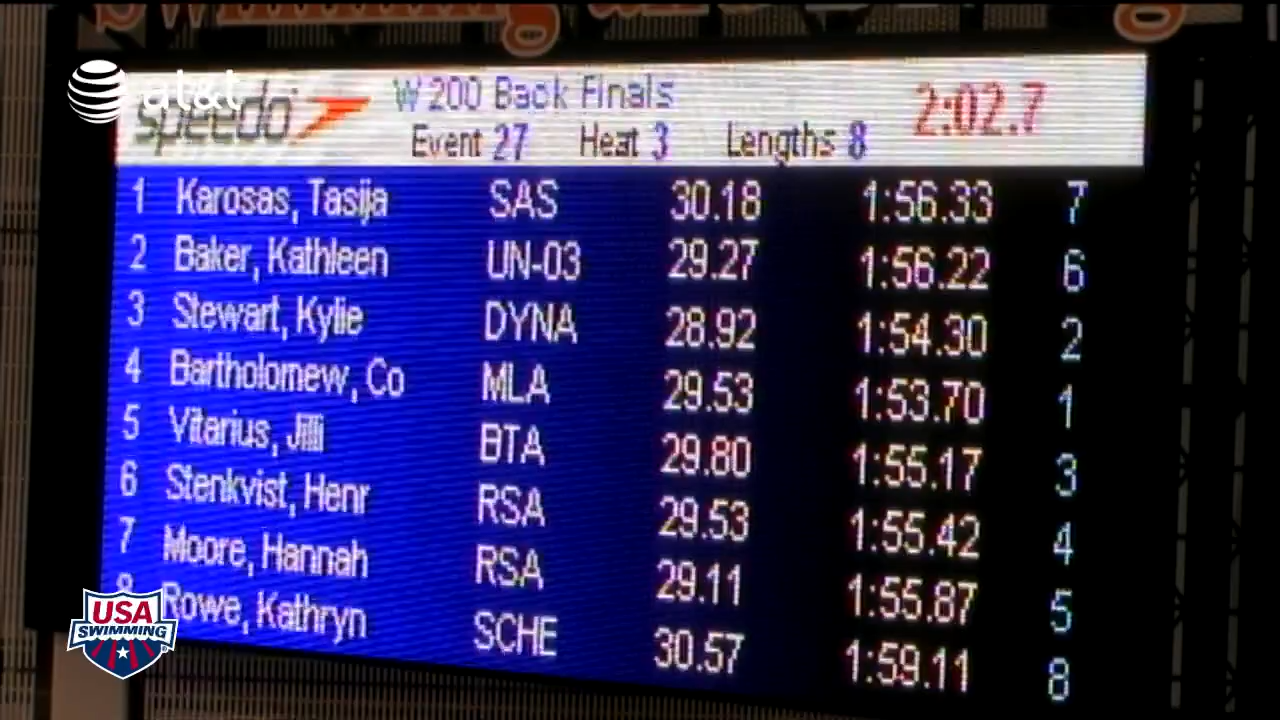 Swimming
at&t
speedo
W 200 Back Finals
2:02.7
Event 27 Heat 3 Lengths 8
1 Karosas, Tasija SAS 30.18 1:56.33 7
2 Baker, Kathleen UN-03 29.27 1:56.22 6
3 Stewart, Kylie DYNA 28.92 1:54.30 2
4 Bartholomew, Co MLA 29.53 1:53.70 1
5 Vitarius, Jilli BTA 29.80 1:55.17 3
6 Stenkvist, Henr RSA 29.53 1:55.42 4
7 Moore, Hannah RSA 29.11 1:55.87 5
8 Rowe, Kathryn SCHE 30.57 1:59.11 8
USA
SWIMMING